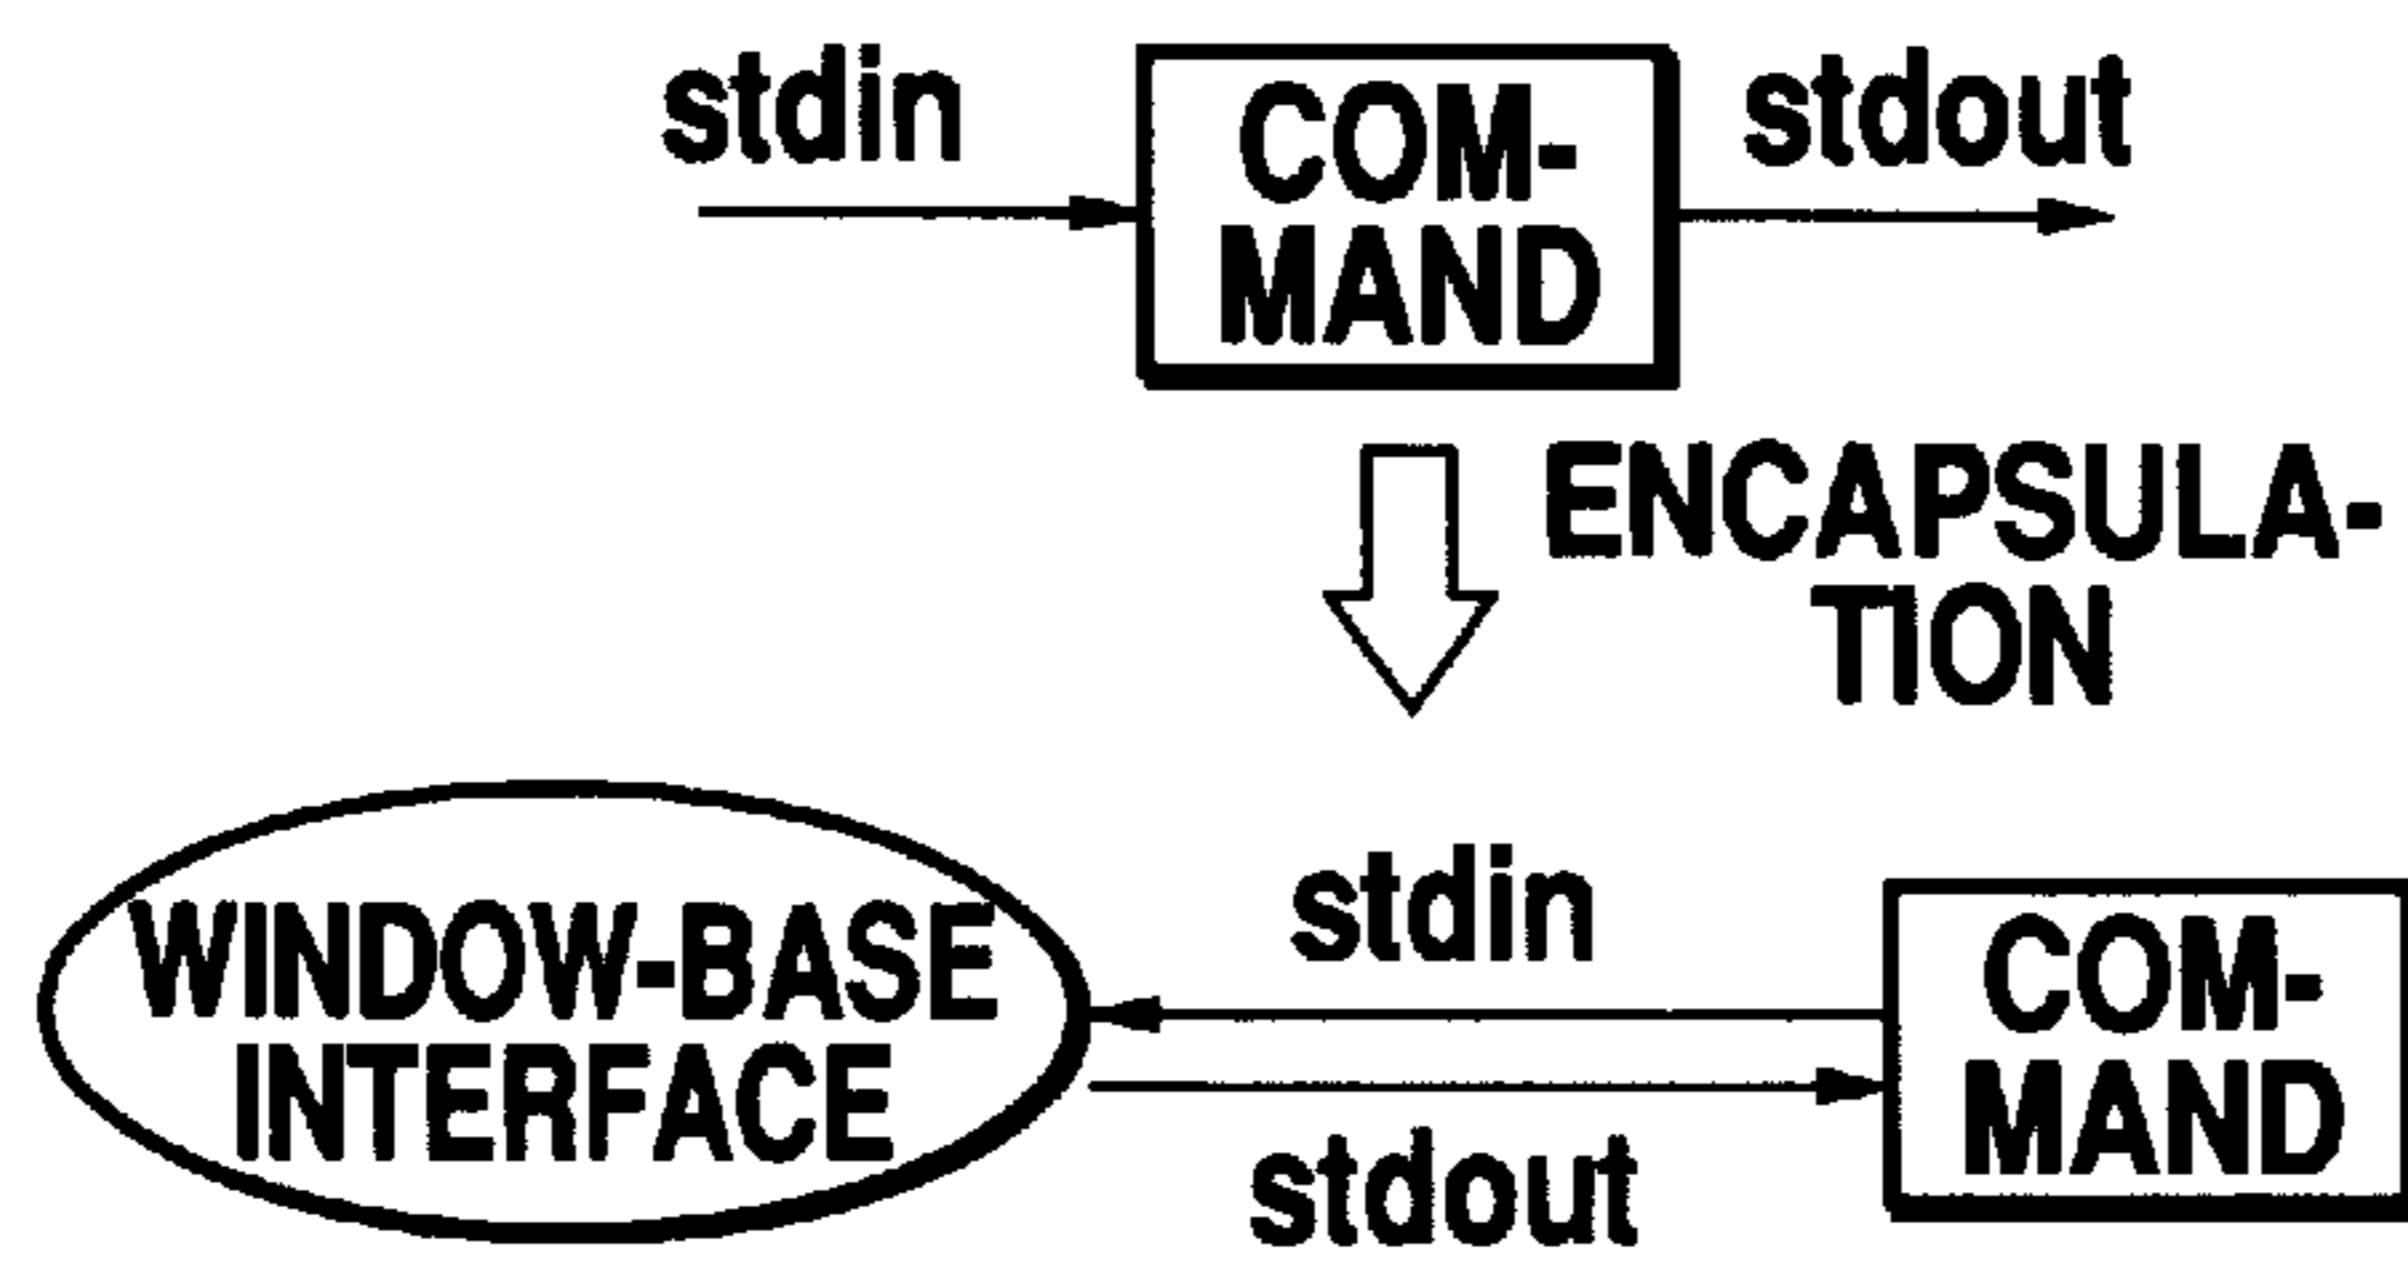 stdin
COM-
MAND
stdout
ENCAPSULA-
TION
WINDOW-BASE
INTERFACE
stdin
stdout
COM-
MAND